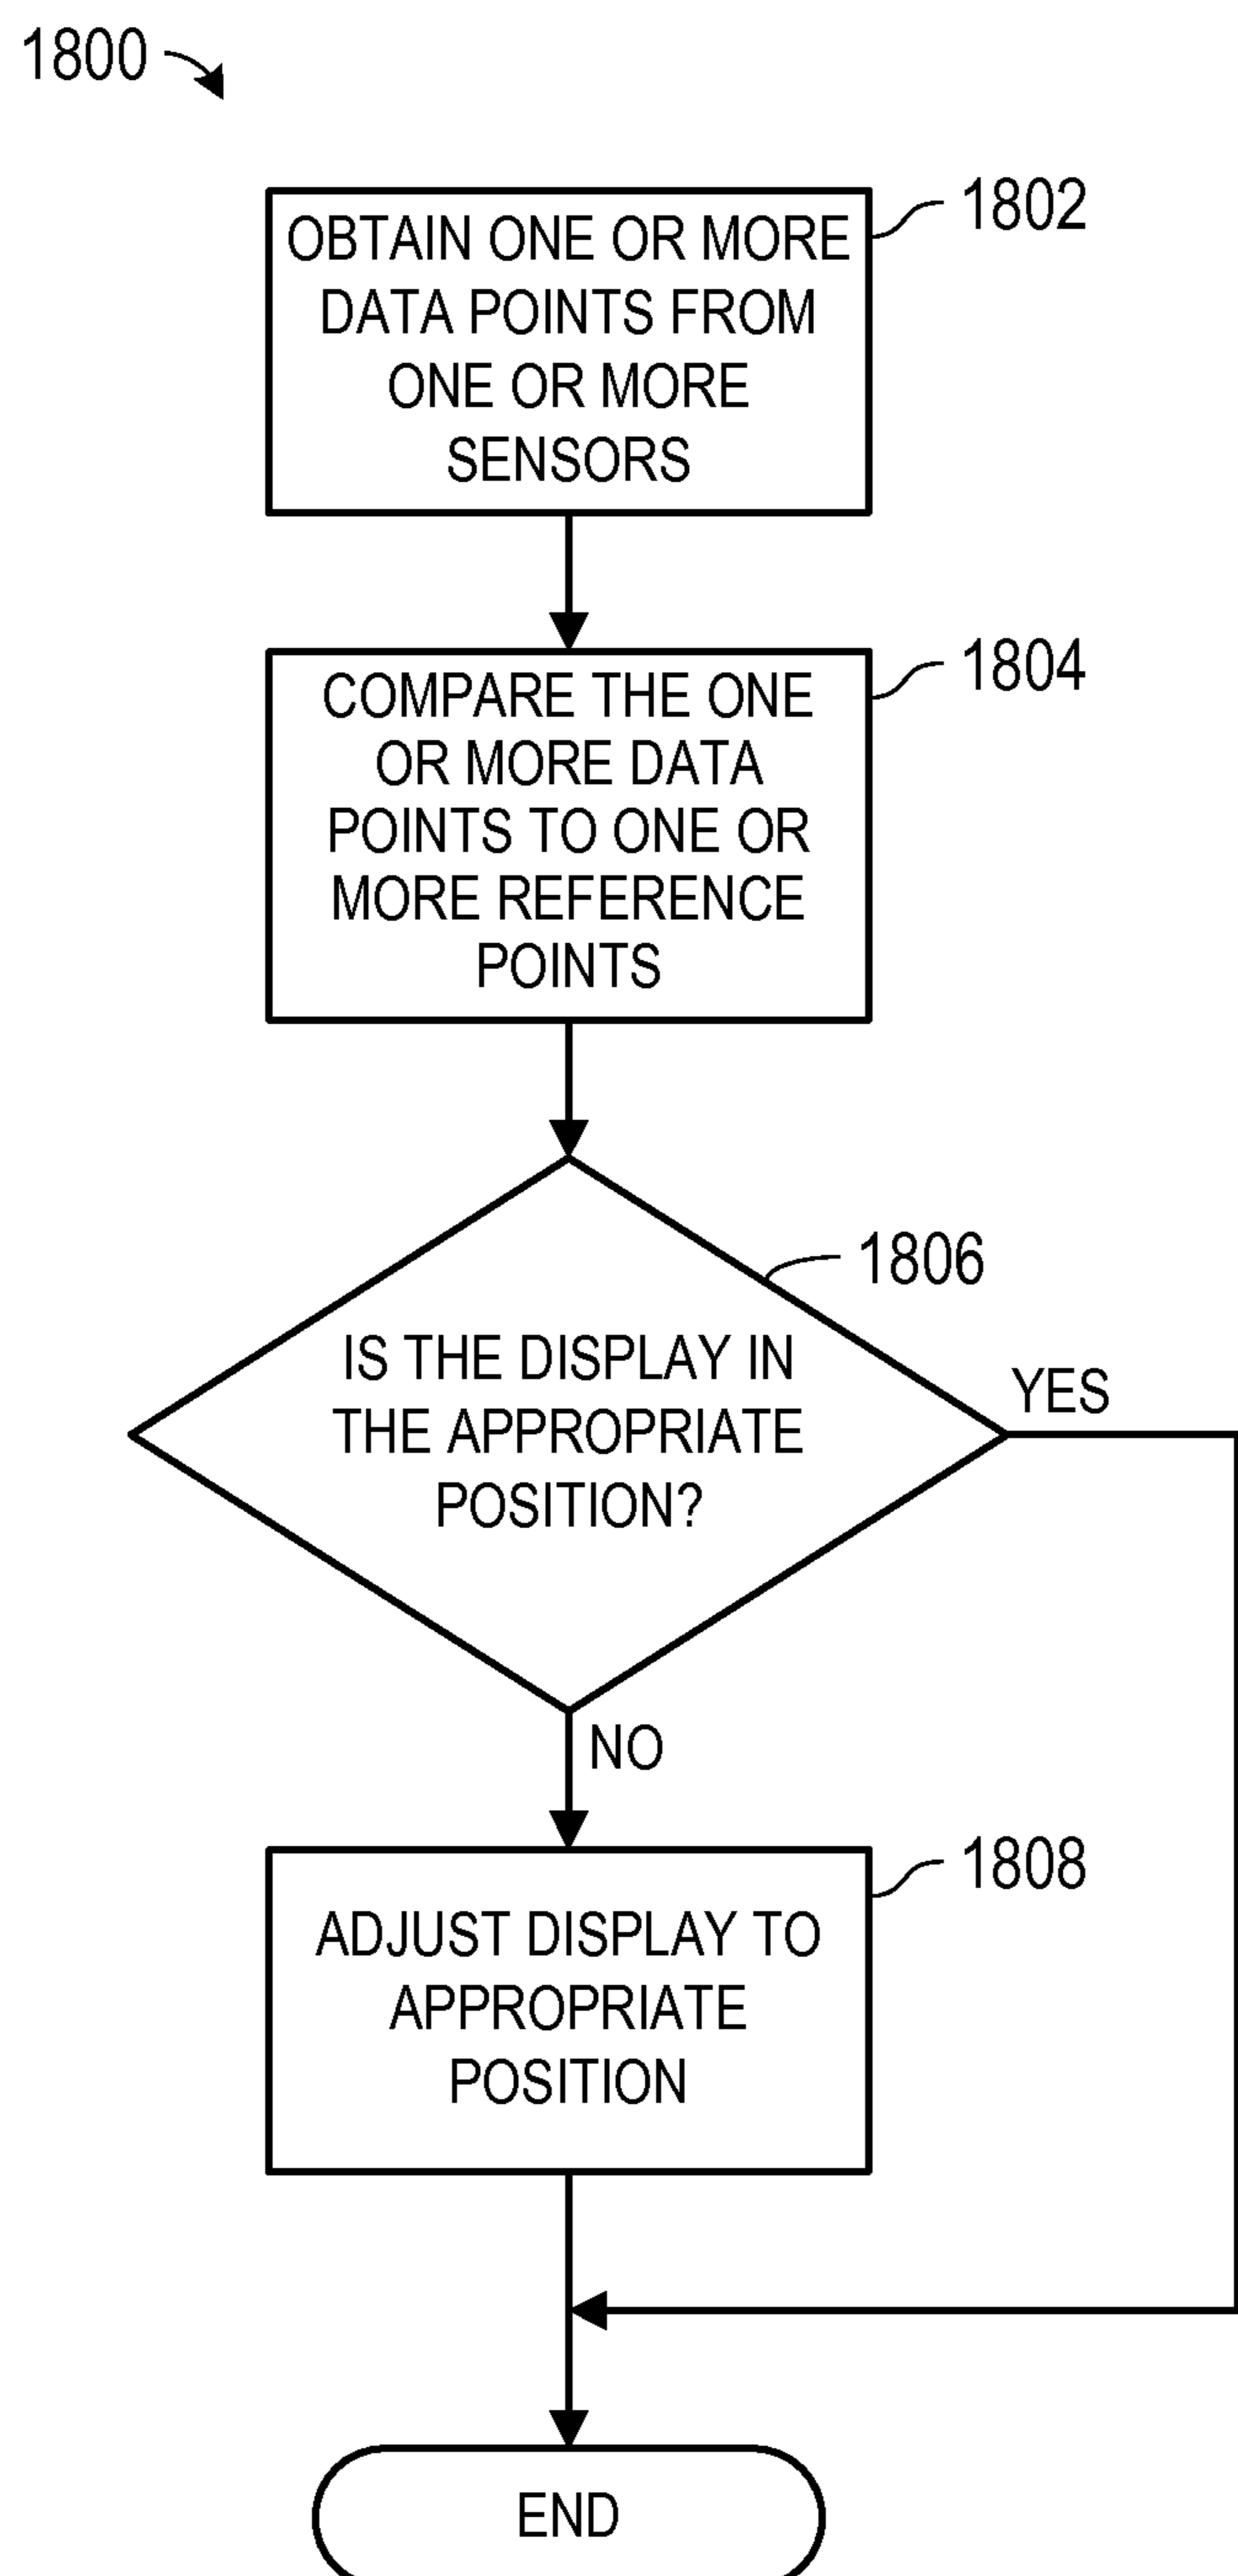 1800
OBTAIN ONE OR MORE
DATA POINTS FROM
ONE OR MORE
SENSORS
1802
COMPARE THE ONE
OR MORE DATA
POINTS TO ONE OR
MORE REFERENCE
POINTS
1804
IS THE DISPLAY IN
THE APPROPRIATE
POSITION?
1806
YES
NO
ADJUST DISPLAY TO
APPROPRIATE
POSITION
1808
END